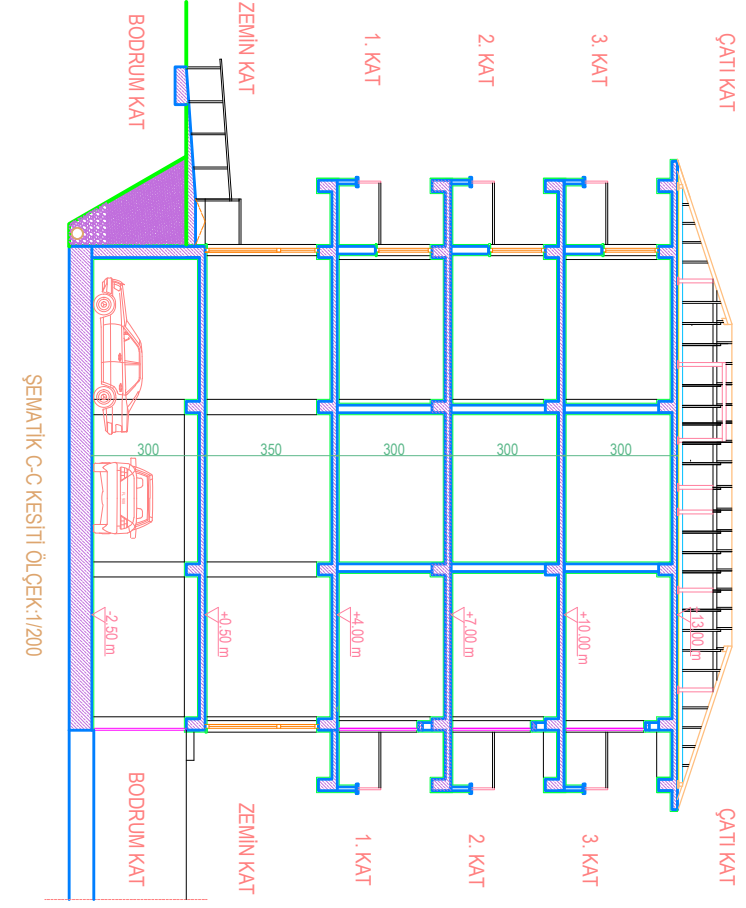 ÇATI KAT
ÇATI KAT
3. KAT
3. KAT
2. KAT
2. KAT
1. KAT
1. KAT
ZEMİN KAT
ZEMİN KAT
BODRUM KAT
BODRUM KAT
+13.00 m
+10.00 m
+7.00 m
+4.00 m
+0.50 m
-2.50 m
300
300
300
350
300
ŞEMATİK C-C KESİTİ ÖLÇEK:1/200